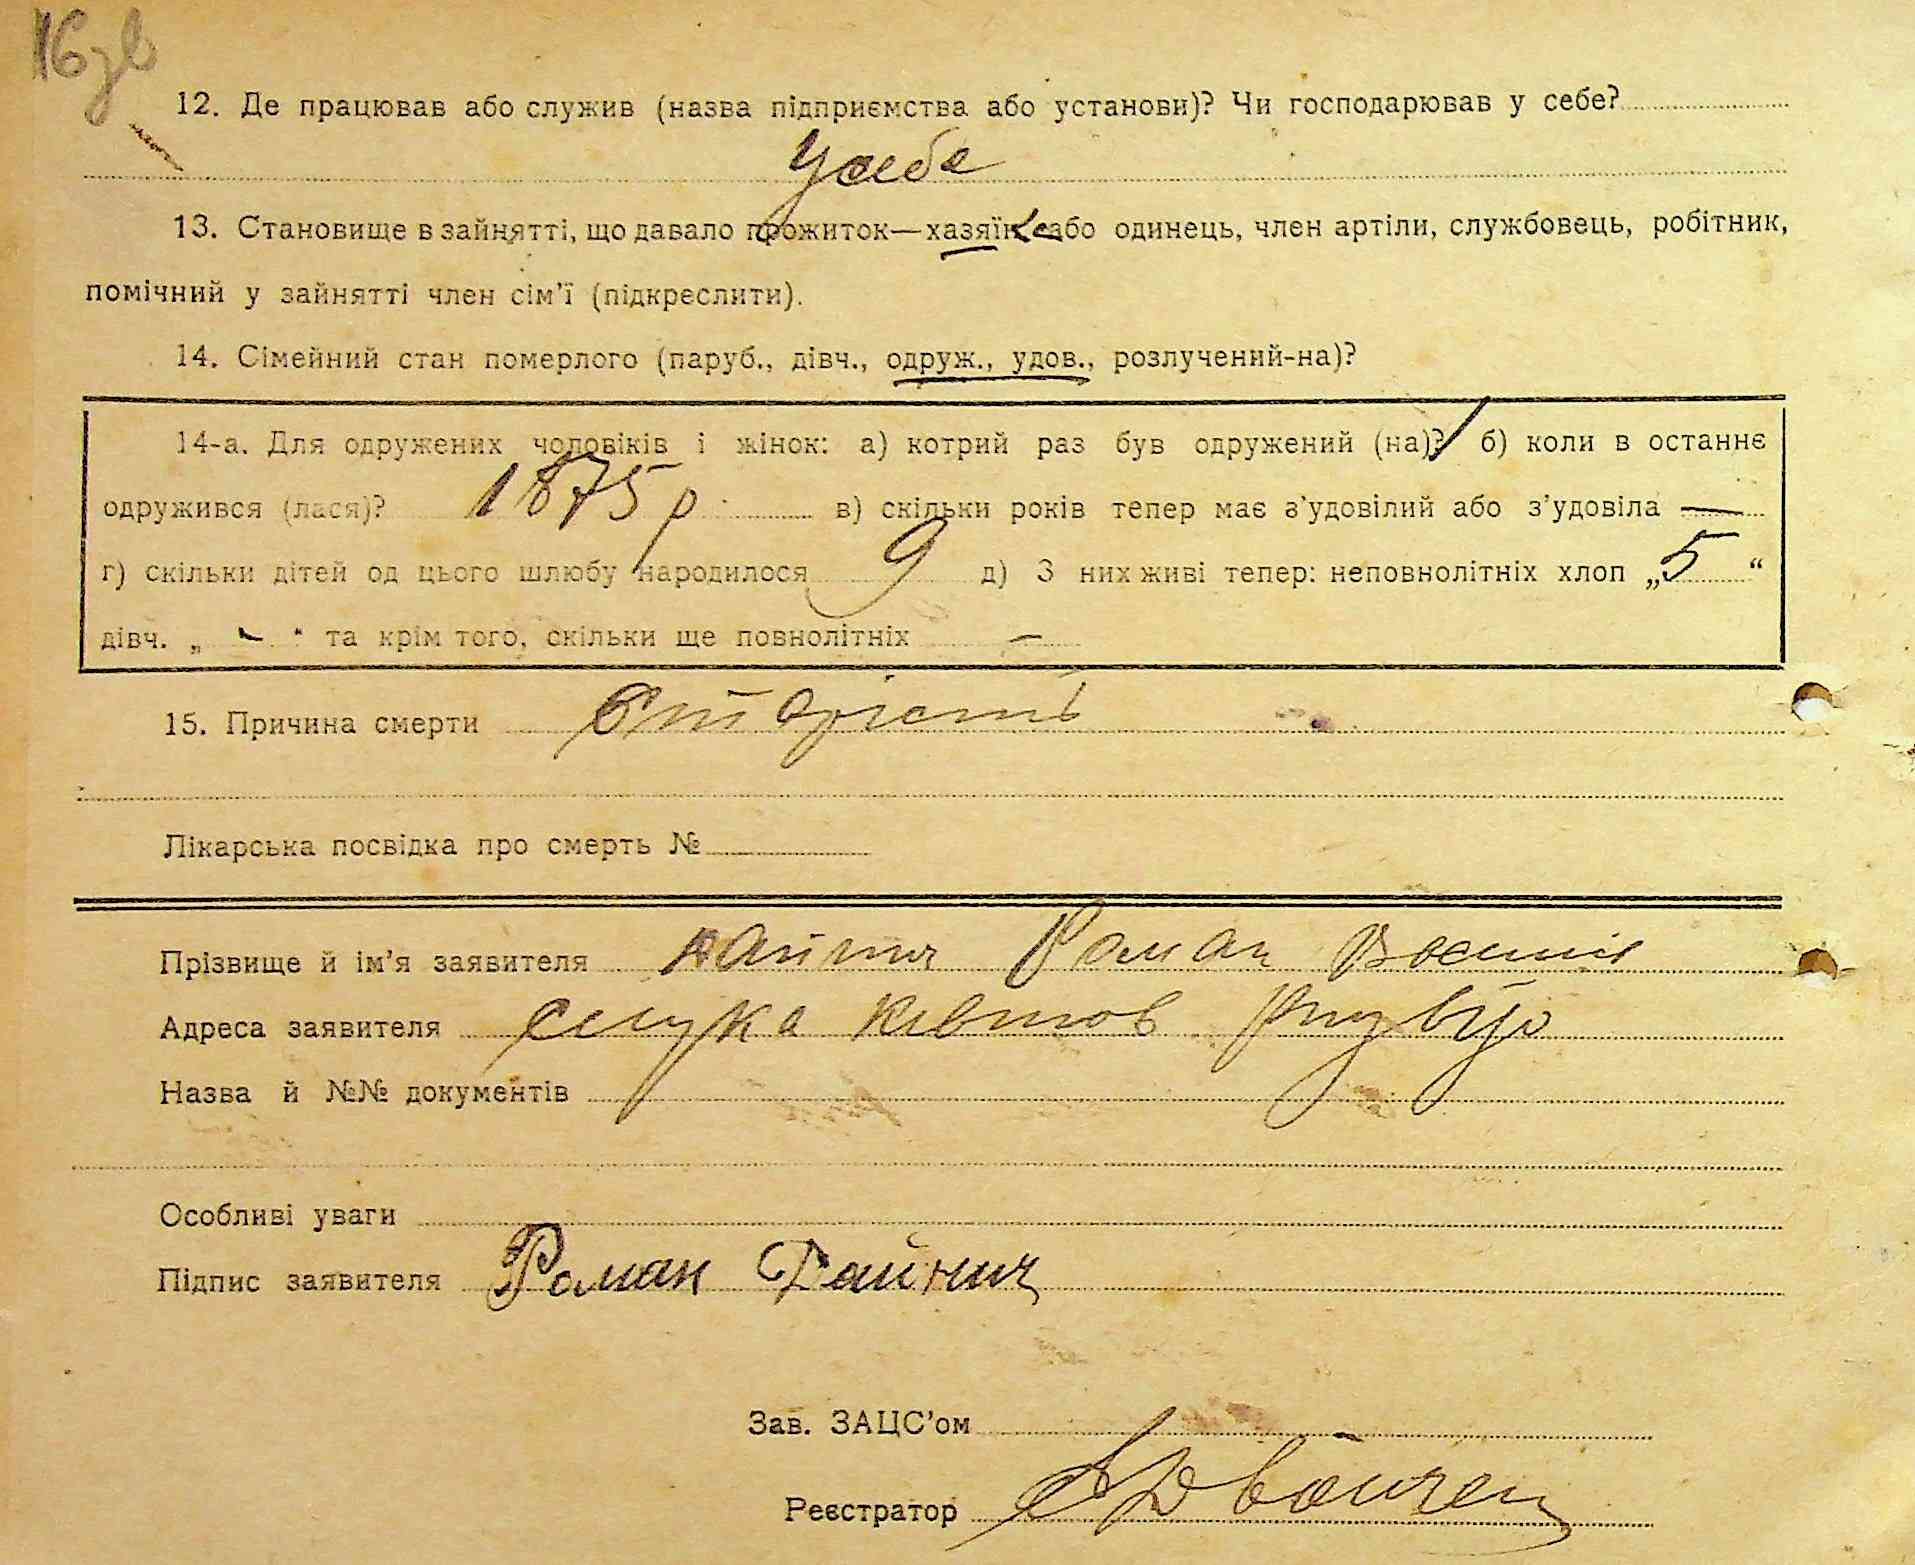 16 зв
12. Де працював або служив (назва підприємства або установи)? Чи господарював у себе?
У себе
13. Становище в зайнятті, що давало прожиток—хазяїн або одинець, член артіли, службовець, робітник,
помічний у зайнятті член сім'ї (підкреслити).
14. Сімейний стан померлого (паруб., дівч., одруж., удов., розлучений-на)?
14-а. Для одружених чоловіків і жінок: а) котрий раз був одружений (на)? 1 б) коли в останнє
одружився (лася)? 1875 р в) скільки років тепер має з'удовілий або з'удовіла —
г) скільки дітей од цього шлюбу народилося 9 д) З них живі тепер: неповнолітніх хлоп „5“
дівч. „ - “ та крім того, скільки ще повнолітніх —
15. Причина смерти Старість
Лікарська посвідка про смерть №
Прізвище й ім'я заявителя Роман
Адреса заявителя
Назва й №№ документів
Особливі уваги
Підпис заявителя Роман Дайнич
Зав. ЗАЦС'ом
Реєстратор